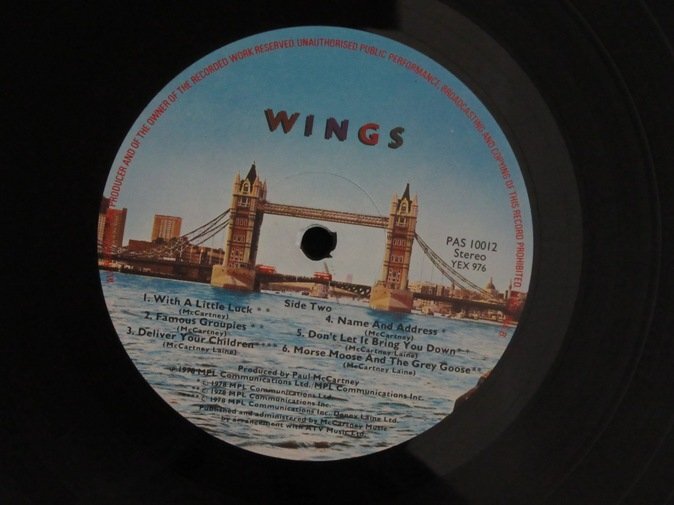 PRODUCER AND OF THE OWNER OF THE RECORDED WORK RESERVED. UNAUTHORISED PUBLIC PERFORMANCE, BROADCASTING AND COPYING OF THIS RECORD PROHIBITED
WINGS
PAS 10012
Stereo
YEX 976
Side Two
1. With A Little Luck **
(McCartney)
2. Famous Groupies **
(McCartney)
3. Deliver Your Children ****
(McCartney Laine)
4. Name And Address *
(McCartney)
5. Don't Let It Bring You Down **
(McCartney Laine)
6. Morse Moose And The Grey Goose **
(McCartney Laine)
Produced by Paul McCartney
℗ 1978 MPL Communications Ltd. MPL Communications Inc.
* © 1978 MPL Communications Ltd.
** © 1978 MPL Communications Inc.
*** © 1978 MPL Communications Inc. Denny Laine Ltd.
Published and administered by McCartney Music
by arrangement with ATV Music Ltd.